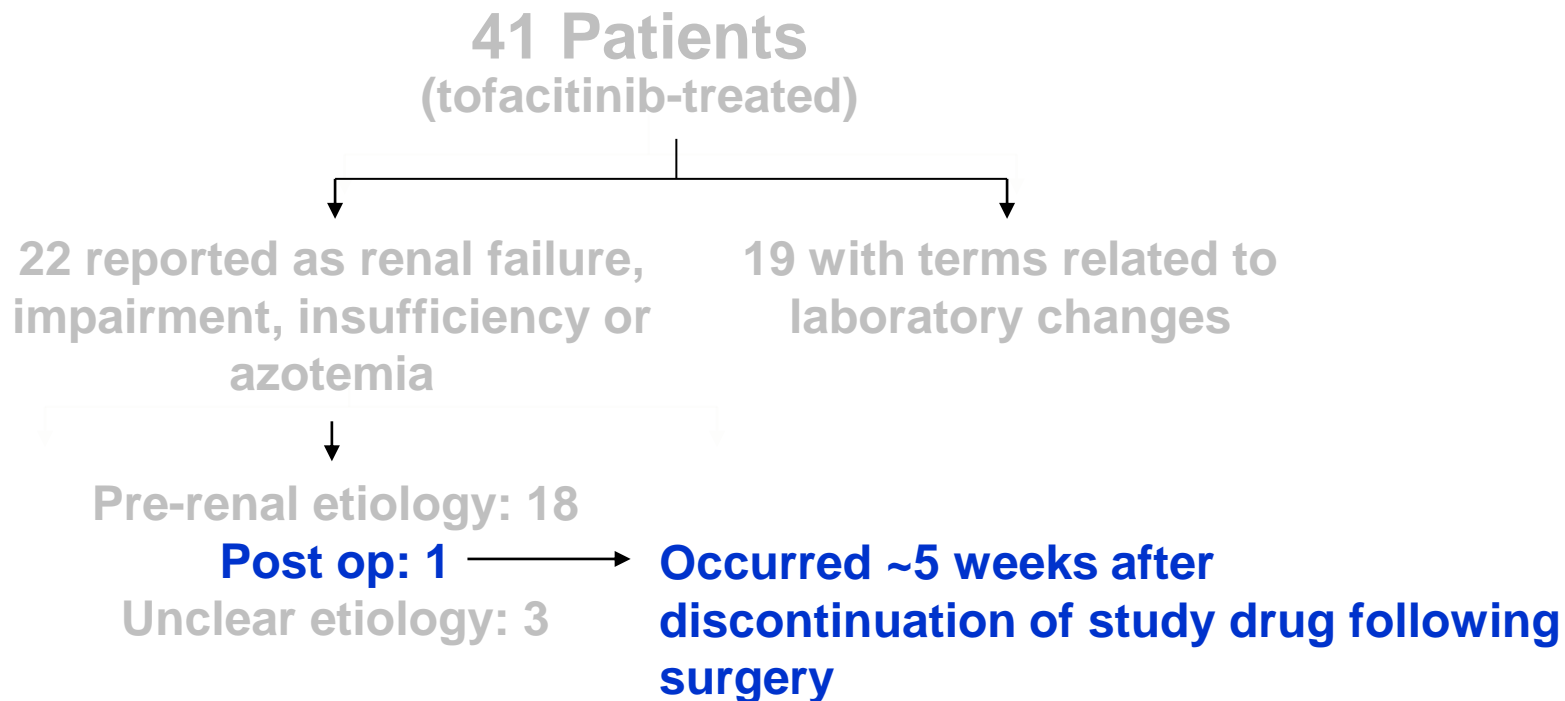 41 Patients
(tofacitinib-treated)
22 reported as renal failure,
impairment, insufficiency or
azotemia
19 with terms related to
laboratory changes
Pre-renal etiology: 18
Post op: 1
Unclear etiology: 3
Occurred ~5 weeks after
discontinuation of study drug following
surgery